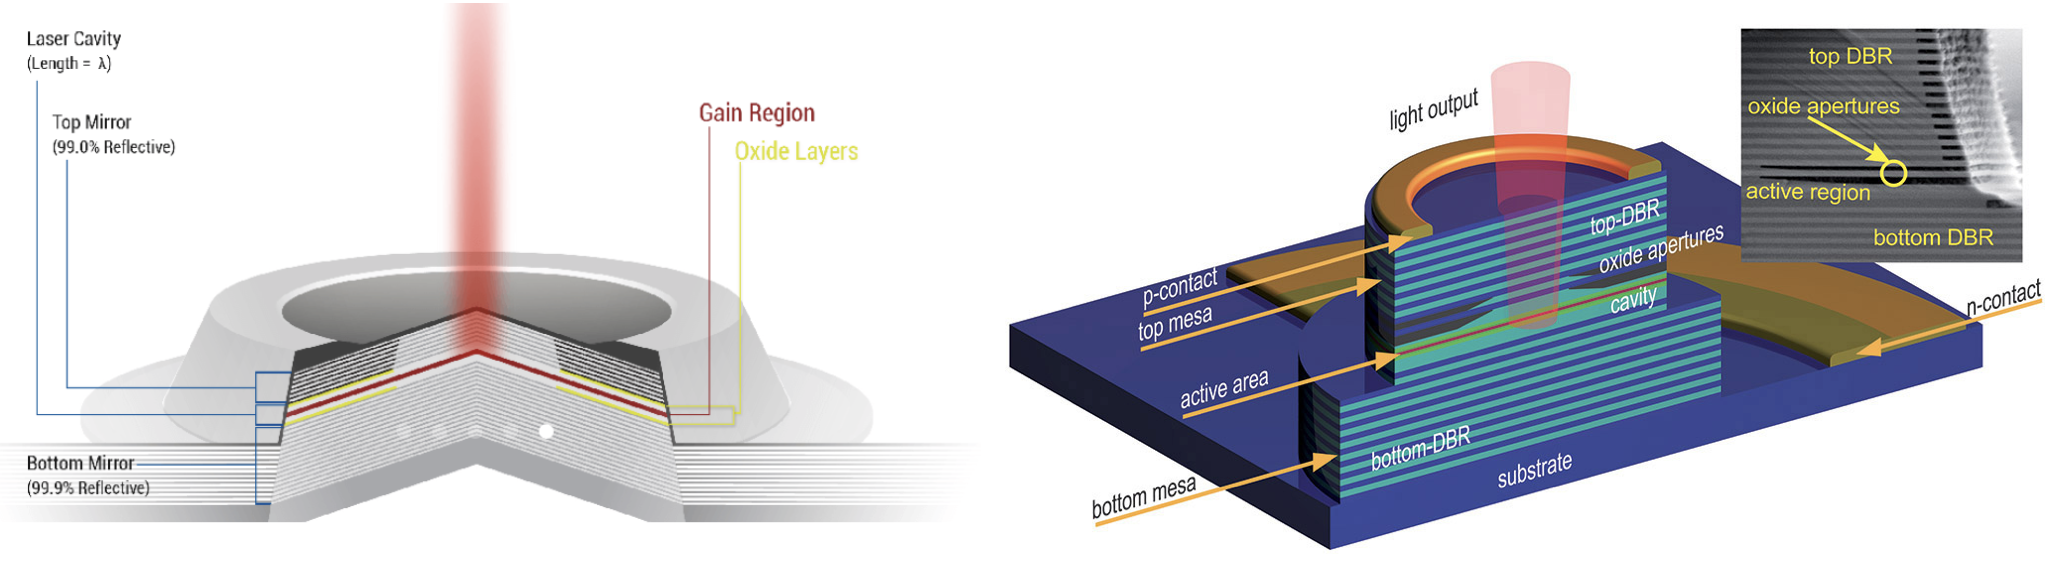 Laser Cavity
(Length = λ)
Top Mirror
(99.0% Reflective)
Bottom Mirror
(99.9% Reflective)
Gain Region
Oxide Layers
light output
p-contact
top mesa
active area
bottom mesa
top-DBR
oxide apertures
cavity
bottom-DBR
substrate
n-contact
top DBR
oxide apertures
active region
bottom DBR